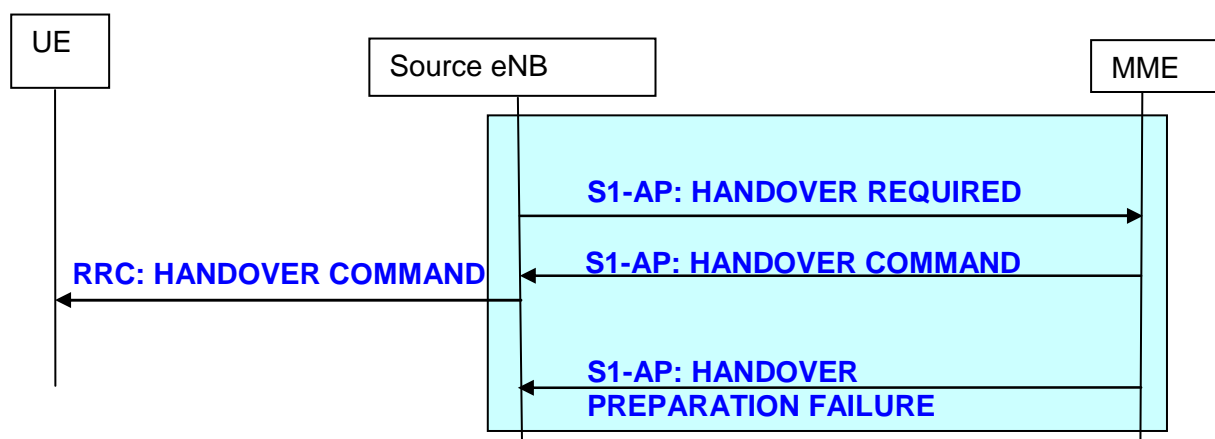 UE
Source eNB
MME
S1-AP: HANDOVER REQUIRED
S1-AP: HANDOVER COMMAND
RRC: HANDOVER COMMAND
S1-AP: HANDOVER
PREPARATION FAILURE